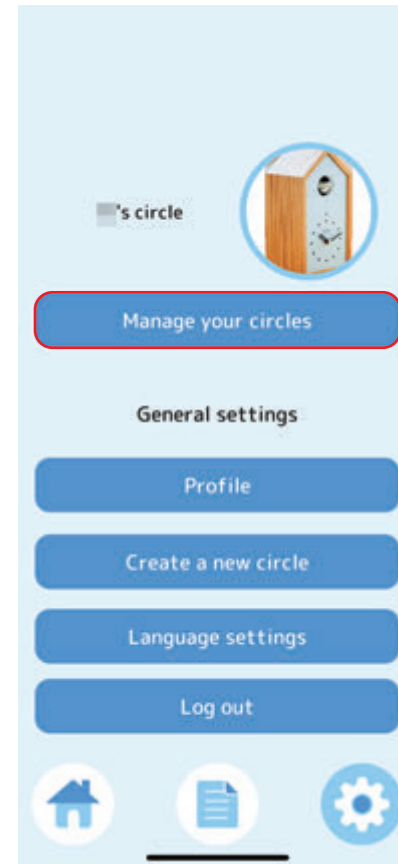 's circle
Manage your circles
General settings
Profile
Create a new circle
Language settings
Log out